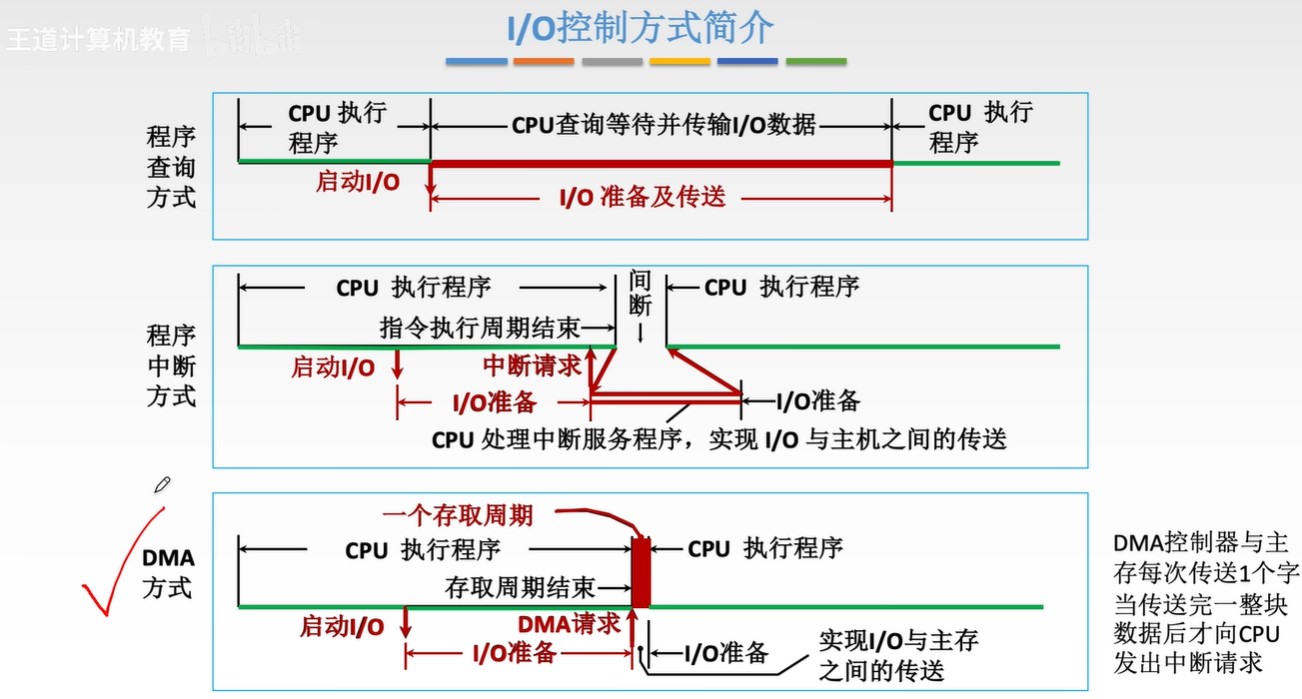 王道计算机教育
I/O控制方式简介
程序
查询
方式
CPU 执行
程序
CPU查询等待并传输I/O数据
CPU 执行
程序
启动I/O
I/O 准备及传送
程序
中断
方式
CPU 执行程序
间
断
CPU 执行程序
指令执行周期结束
启动I/O
中断请求
I/O准备
I/O准备
CPU 处理中断服务程序，实现 I/O 与主机之间的传送
DMA
方式
一个存取周期
CPU 执行程序
CPU 执行程序
存取周期结束
启动I/O
DMA请求
I/O准备
I/O准备
实现I/O与主存
之间的传送
DMA控制器与主
存每次传送1个字
当传送完一整块
数据后才向CPU
发出中断请求